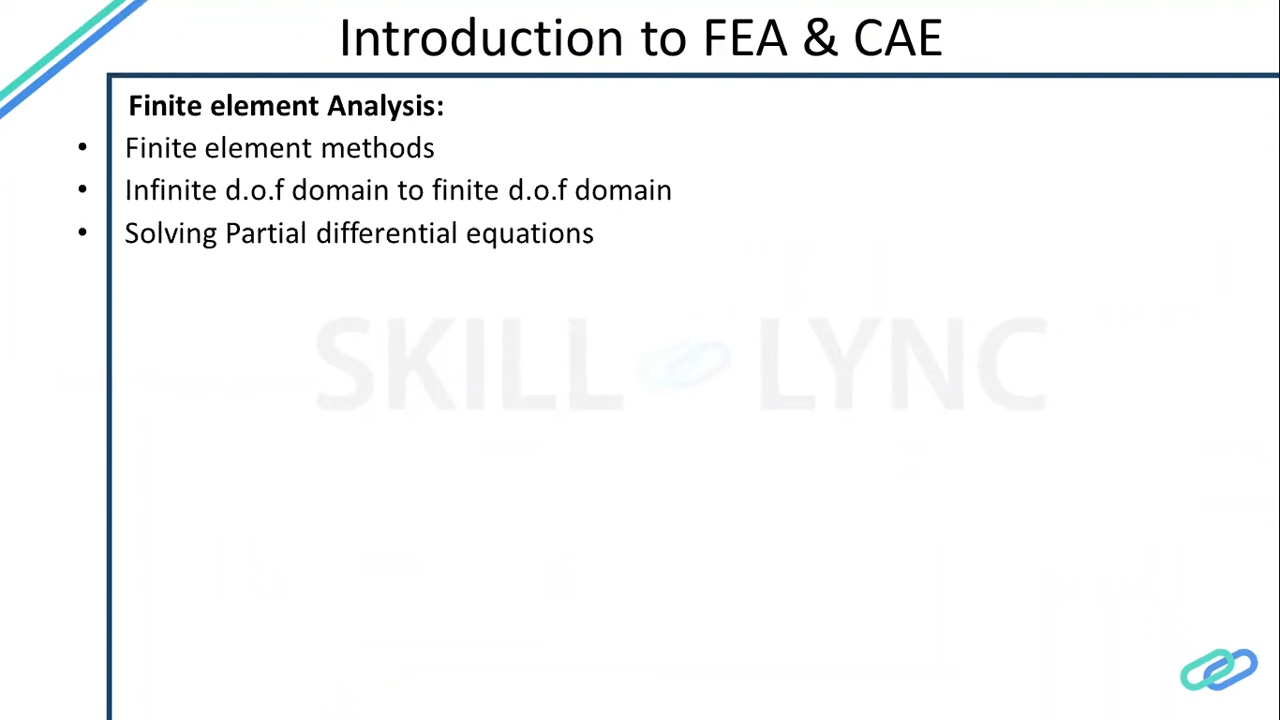 Introduction to FEA & CAE
Finite element Analysis:
• Finite element methods
• Infinite d.o.f domain to finite d.o.f domain
• Solving Partial differential equations
SKILL LYNC